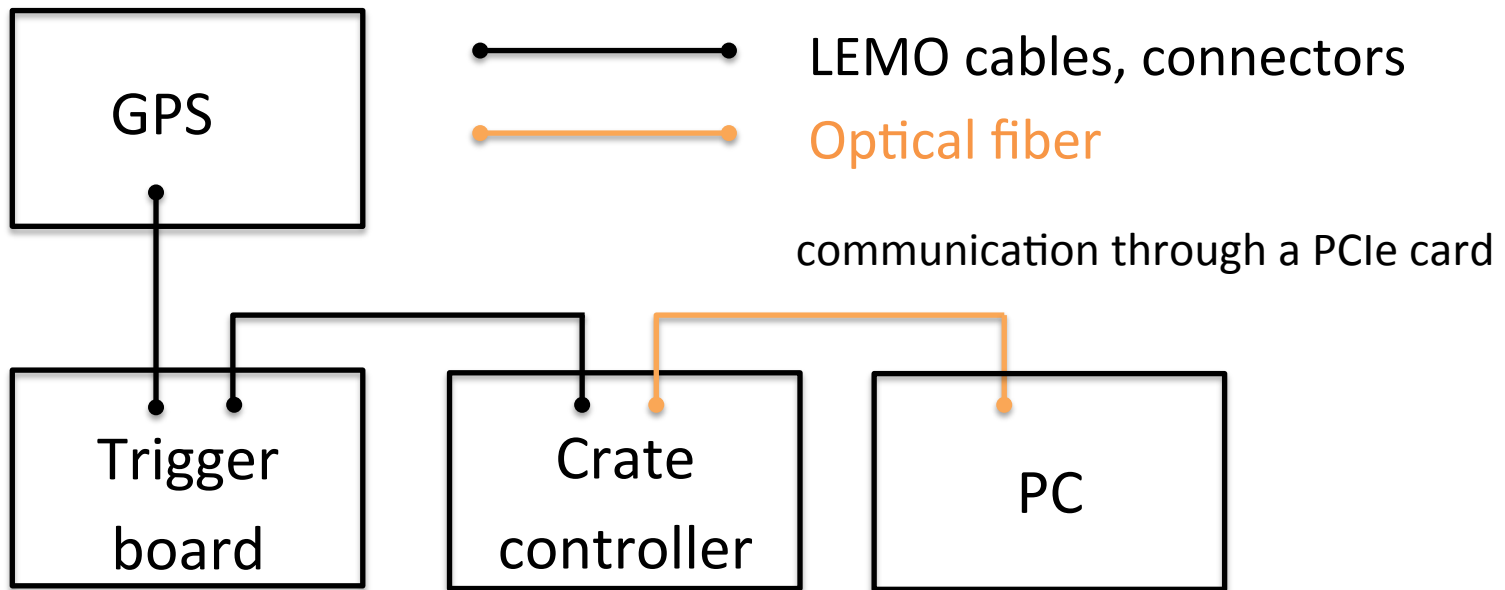 GPS
LEMO cables, connectors
Optical fiber
communication through a PCIe card
Trigger
board
Crate
controller
PC